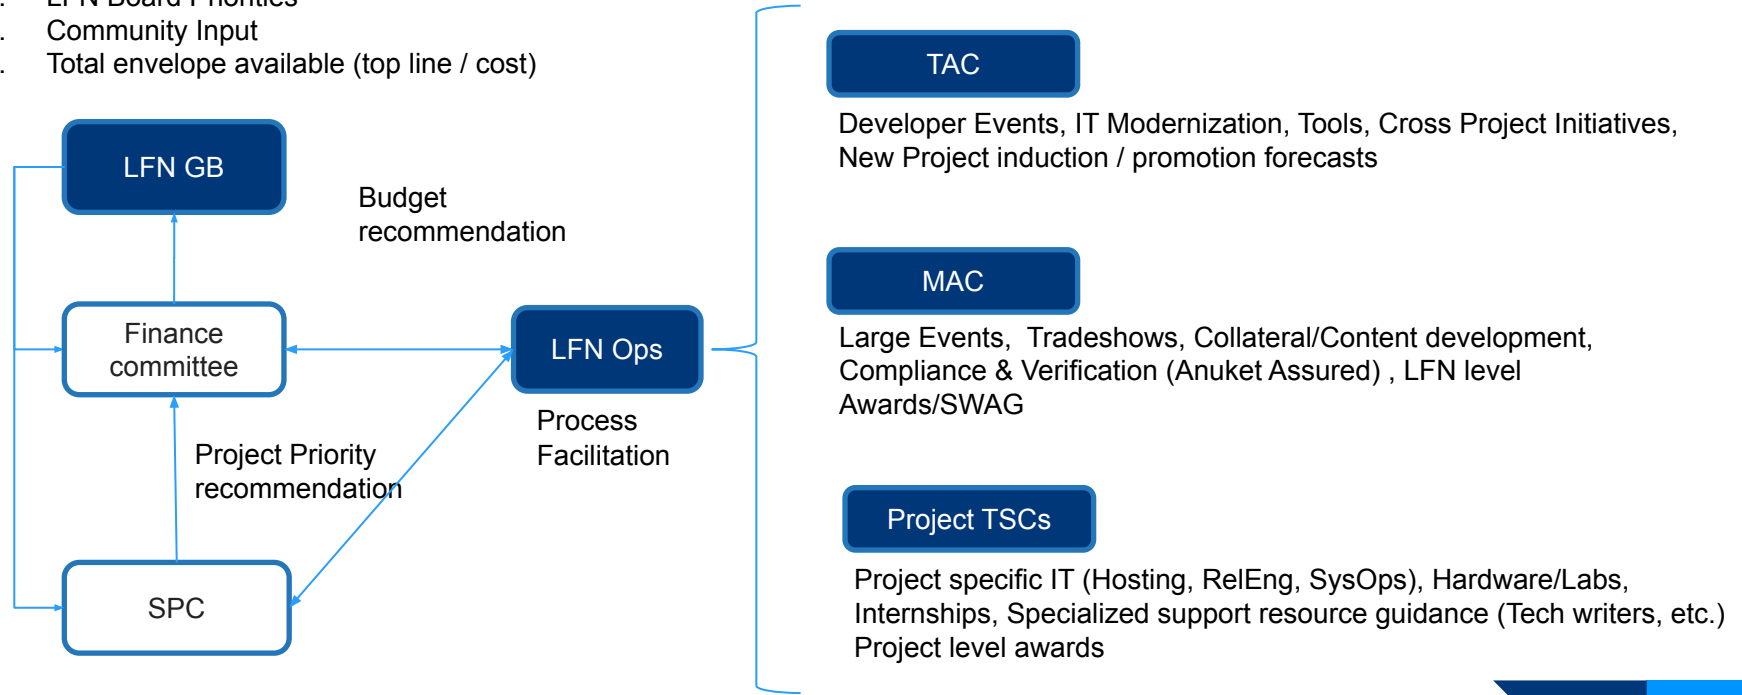 . LFN Board Priorities
. Community Input
. Total envelope available (top line / cost)
LFN GB
Budget
recommendation
Finance
committee
LFN Ops
Process
Facilitation
Project Priority
recommendation
SPC
TAC
Developer Events, IT Modernization, Tools, Cross Project Initiatives,
New Project induction / promotion forecasts
MAC
Large Events,  Tradeshows, Collateral/Content development,
Compliance & Verification (Anuket Assured) , LFN level
Awards/SWAG
Project TSCs
Project specific IT (Hosting, RelEng, SysOps), Hardware/Labs,
Internships, Specialized support resource guidance (Tech writers, etc.)
Project level awards